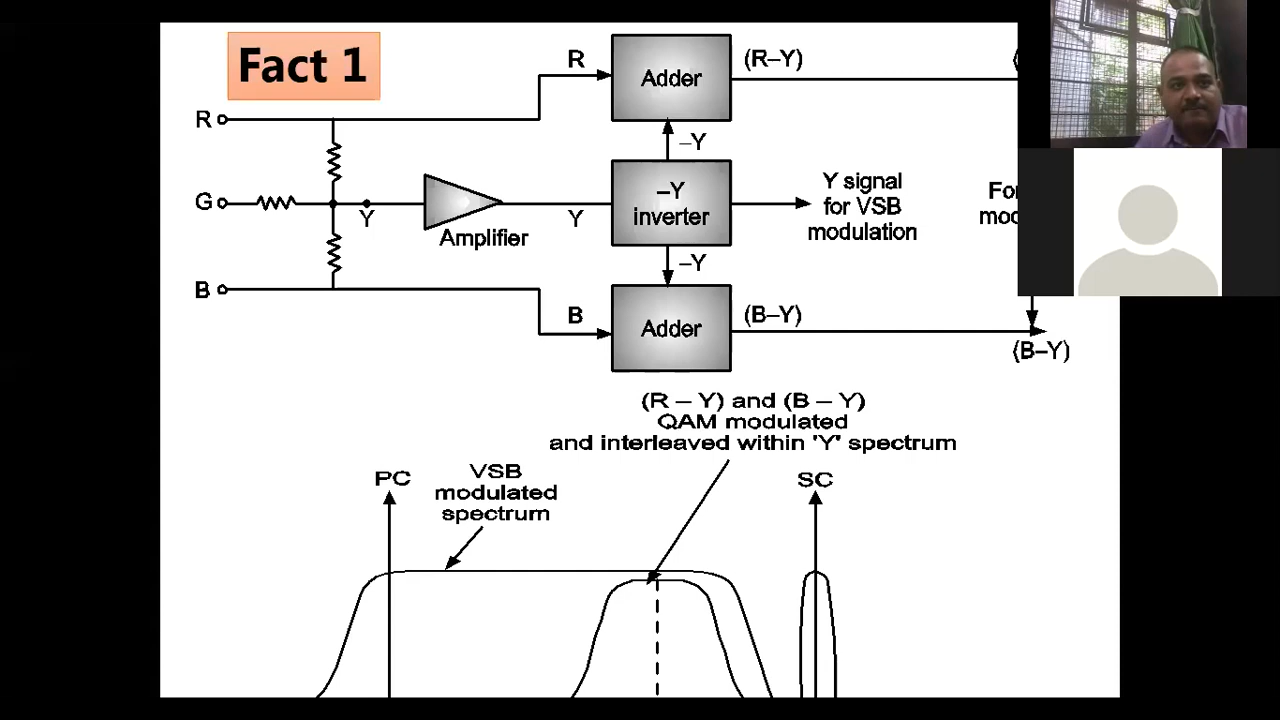 Fact 1
R
Adder
(R–Y)
R
–Y
G
Y
Amplifier
Y
–Y
inverter
Y signal
for VSB
modulation
–Y
B
B
Adder
(B–Y)
(B–Y)
(R – Y) and (B – Y)
QAM modulated
and interleaved within 'Y' spectrum
PC
VSB
modulated
spectrum
SC